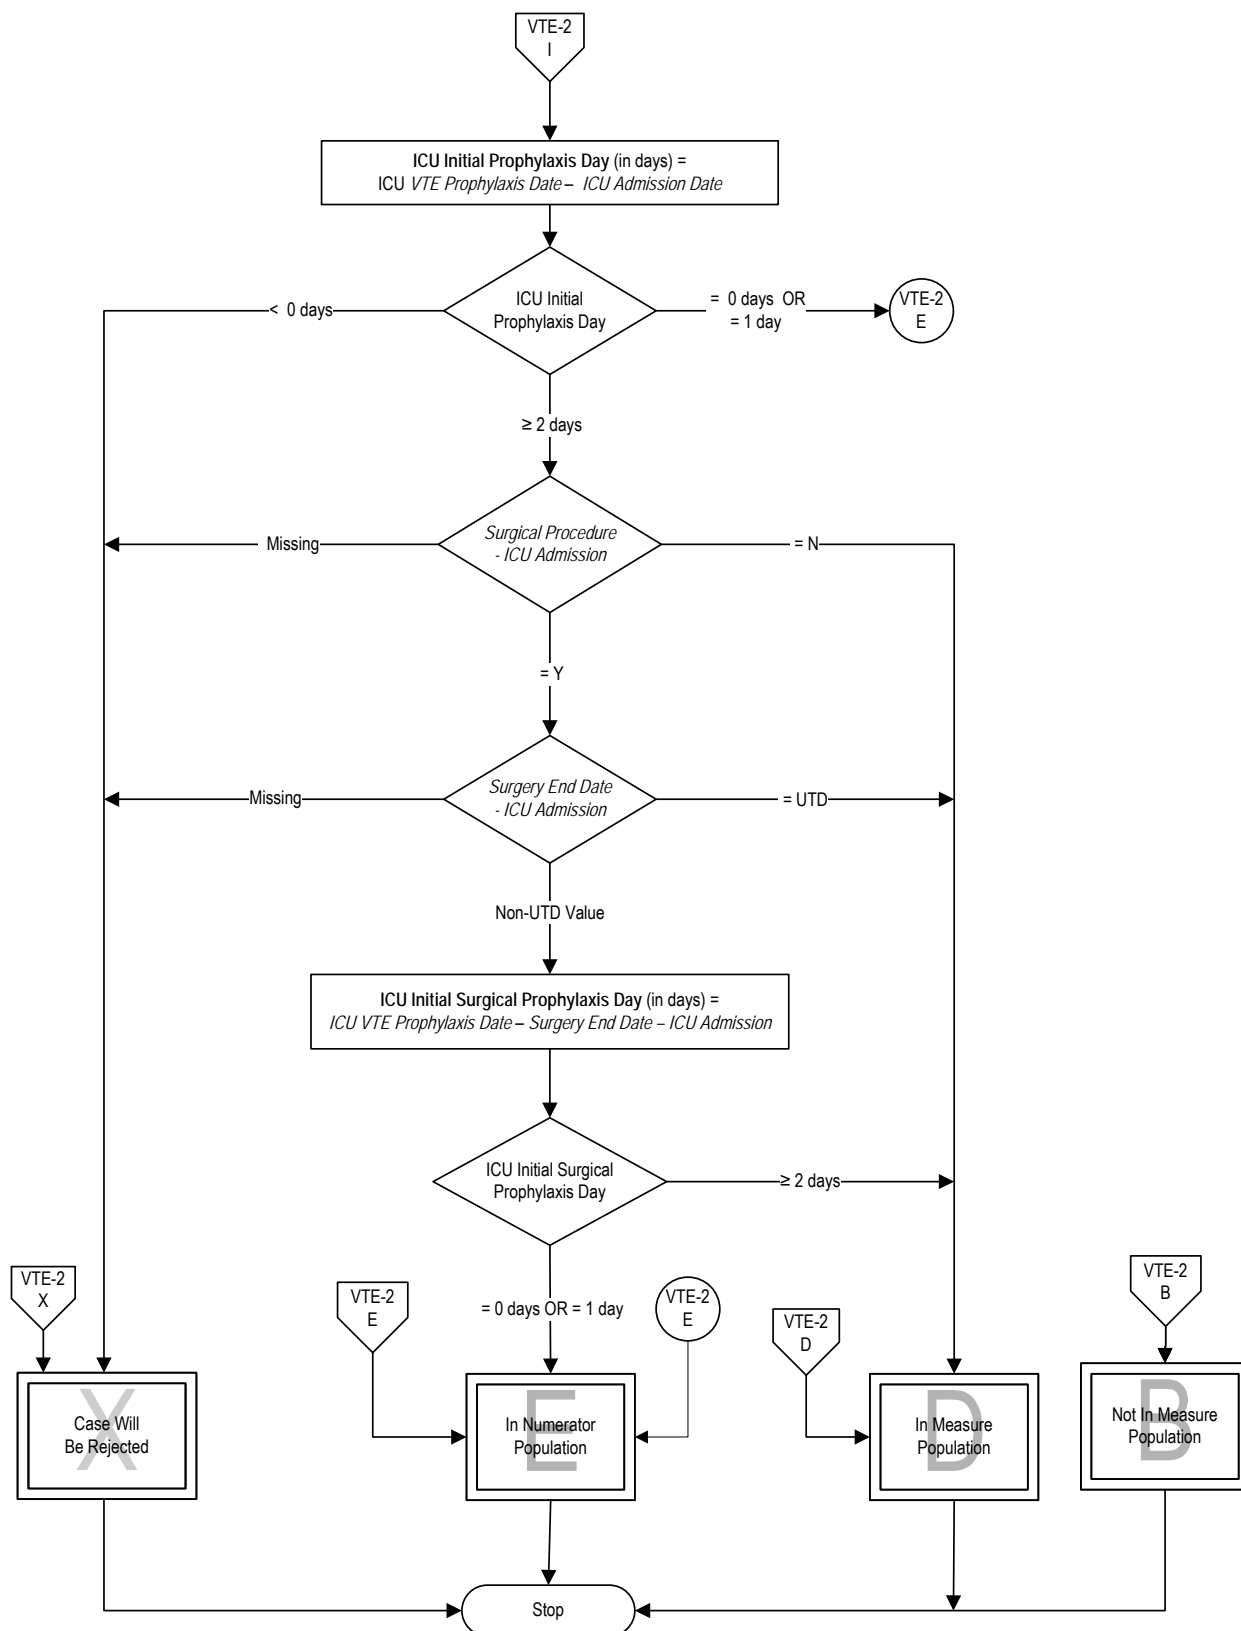 VTE-2
I
ICU Initial Prophylaxis Day (in days) =
ICU VTE Prophylaxis Date – ICU Admission Date
ICU Initial
Prophylaxis Day
< 0 days
= 0 days OR
= 1 day
VTE-2
E
≥ 2 days
Surgical Procedure
- ICU Admission
Missing
= N
= Y
Surgery End Date
- ICU Admission
Missing
= UTD
Non-UTD Value
ICU Initial Surgical Prophylaxis Day (in days) =
ICU VTE Prophylaxis Date – Surgery End Date – ICU Admission
ICU Initial Surgical
Prophylaxis Day
≥ 2 days
= 0 days OR = 1 day
VTE-2
X
VTE-2
E
VTE-2
E
VTE-2
D
VTE-2
B
X
Case Will
Be Rejected
E
In Numerator
Population
D
In Measure
Population
B
Not In Measure
Population
Stop